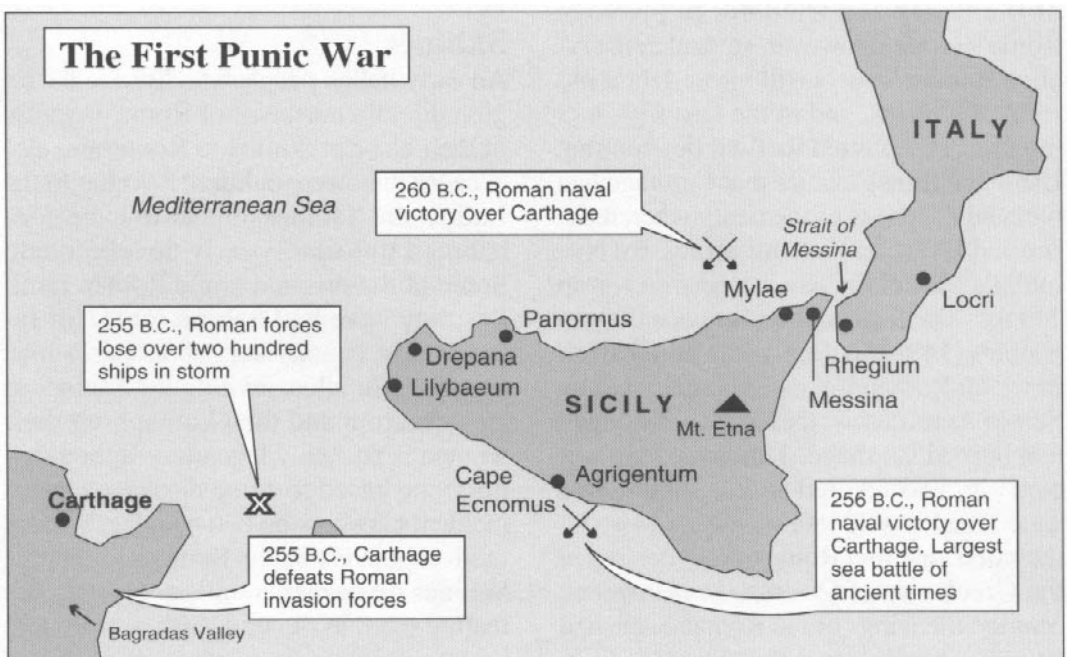 The First Punic War
ITALY
Mediterranean Sea
260 B.C., Roman naval
victory over Carthage
Strait of
Messina
Mylae
Locri
255 B.C., Roman forces
lose over two hundred
ships in storm
Panormus
Drepana
Lilybaeum
Rhegium
Messina
SICILY
Mt. Etna
Cape
Ecnomus
Agrigentum
Carthage
X
255 B.C., Carthage
defeats Roman
invasion forces
256 B.C., Roman
naval victory over
Carthage. Largest
sea battle of
ancient times
Bagradas Valley